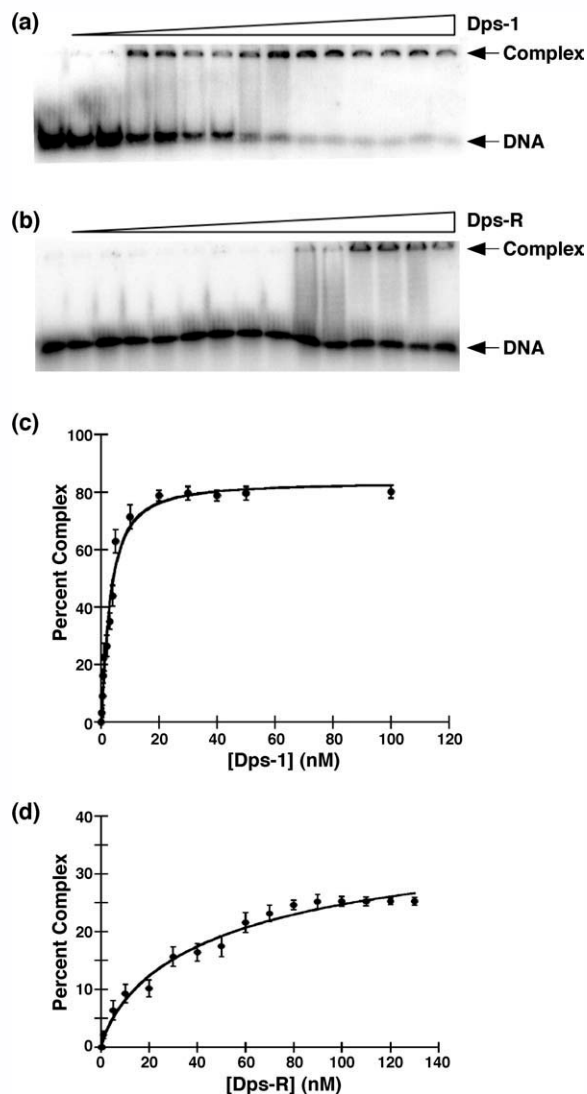 (a)
Dps-1
Complex
DNA
(b)
Dps-R
Complex
DNA
(c)
100
80
60
40
20
0
Percent Complex
0 20 40 60 80 100 120
[Dps-1] (nM)
(d)
40
30
20
10
0
Percent Complex
0 20 40 60 80 100 120 140
[Dps-R] (nM)